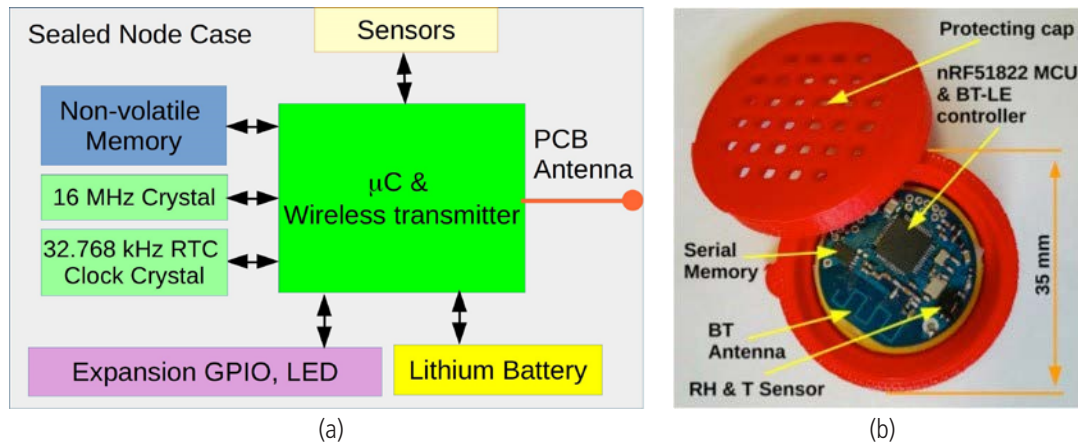 Sealed Node Case
Sensors
Non-volatile
Memory
16 MHz Crystal
32.768 kHz RTC
Clock Crystal
μC &
Wireless transmitter
PCB
Antenna
Expansion GPIO, LED
Lithium Battery
(a)
Protecting cap
nRF51822 MCU
& BT-LE
controller
Serial
Memory
35 mm
BT
Antenna
RH & T Sensor
(b)